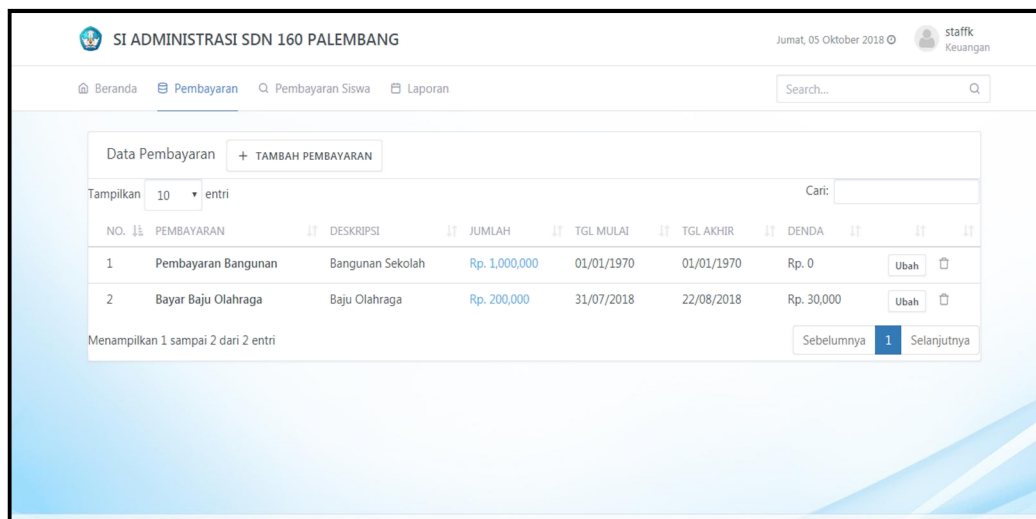 SI ADMINISTRASI SDN 160 PALEMBANG
Jumat, 05 Oktober 2018
staffk
Keuangan
Beranda Pembayaran Pembayaran Siswa Laporan
Search...
Data Pembayaran + TAMBAH PEMBAYARAN
Tampilkan 10 entri
Cari:
NO. PEMBAYARAN DESKRIPSI JUMLAH TGL MULAI TGL AKHIR DENDA
1 Pembayaran Bangunan Bangunan Sekolah Rp. 1,000,000 01/01/1970 01/01/1970 Rp. 0 Ubah
2 Bayar Baju Olahraga Baju Olahraga Rp. 200,000 31/07/2018 22/08/2018 Rp. 30,000 Ubah
Menampilkan 1 sampai 2 dari 2 entri
Sebelumnya 1 Selanjutnya